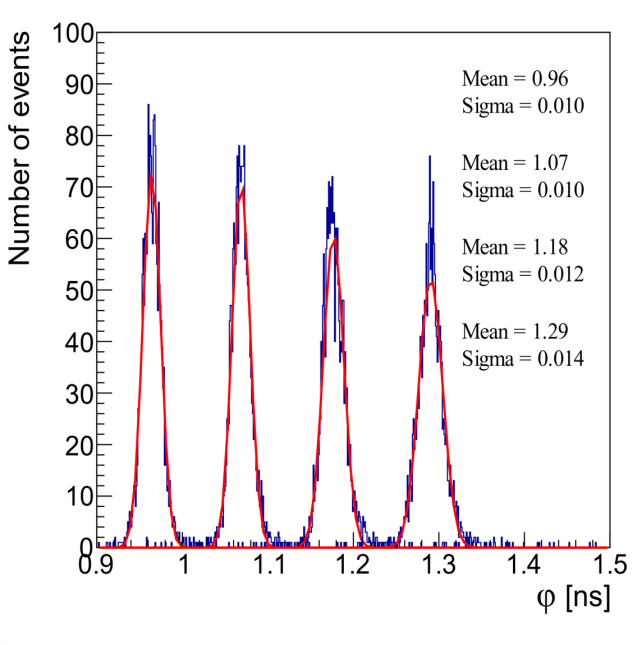 Number of events
100
90
80
70
60
50
40
30
20
10
0
Mean = 0.96
Sigma = 0.010
Mean = 1.07
Sigma = 0.010
Mean = 1.18
Sigma = 0.012
Mean = 1.29
Sigma = 0.014
0.9 1 1.1 1.2 1.3 1.4 1.5
φ [ns]